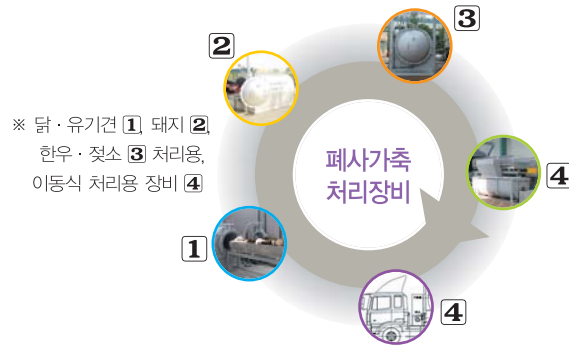 3
2
※ 닭·유기견 1, 돼지 2,
한우·젖소 3 처리용,
이동식 처리용 장비 4
폐사가축
처리장비
4
1
4